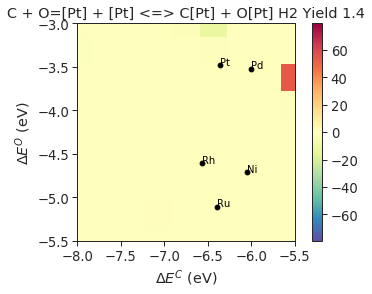 C + O=[Pt] + [Pt] <=> C[Pt] + O[Pt] H2 Yield 1.4
−3.0
−3.5
−4.0
−4.5
−5.0
−5.5
ΔE^O (eV)
Pt
Pd
Rh
Ni
Ru
−8.0 −7.5 −7.0 −6.5 −6.0 −5.5
ΔE^C (eV)
60
40
20
0
−20
−40
−60